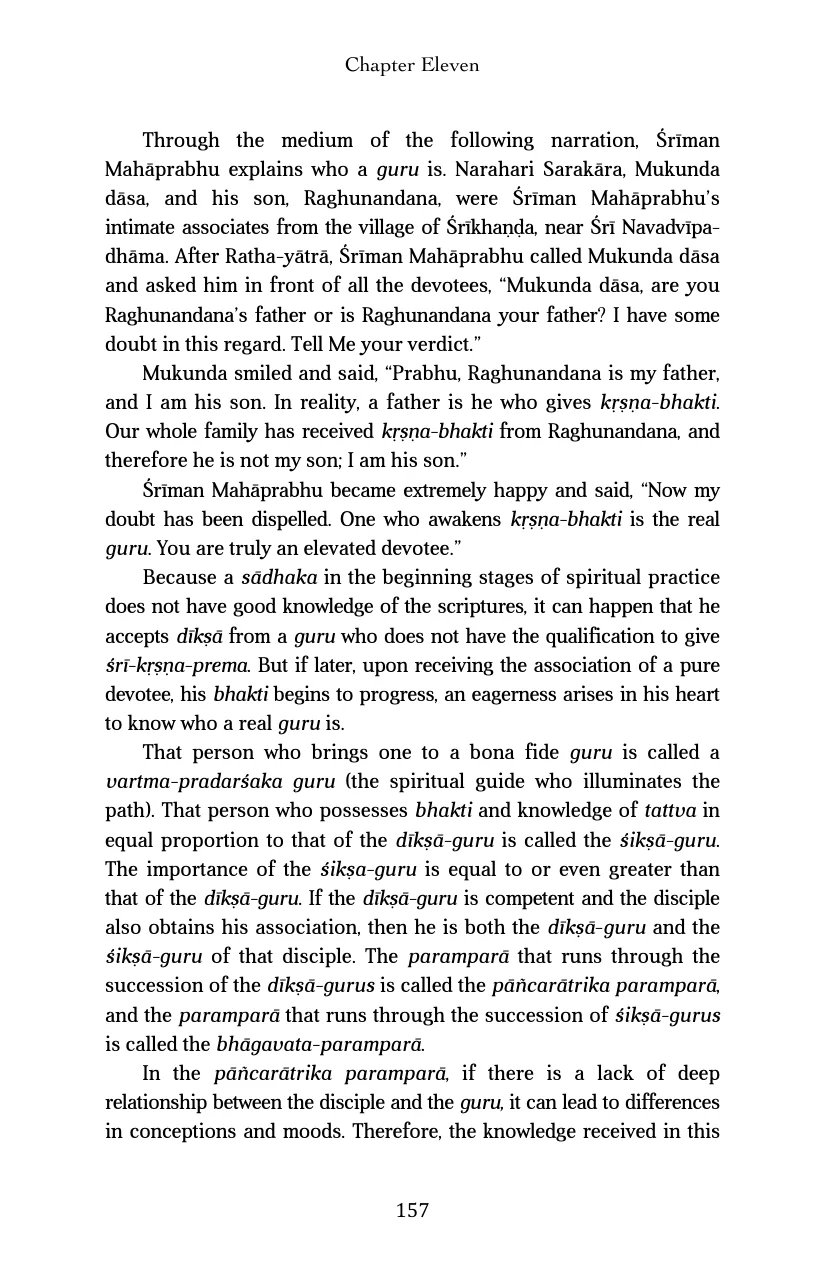 Chapter Eleven
Through the medium of the following narration, Śrīman
Mahāprabhu explains who a guru is. Narahari Sarakāra, Mukunda
dāsa, and his son, Raghunandana, were Śrīman Mahāprabhu’s
intimate associates from the village of Śrīkhaṇḍa, near Śrī Navadvīpa-
dhāma. After Ratha-yātrā, Śrīman Mahāprabhu called Mukunda dāsa
and asked him in front of all the devotees, “Mukunda dāsa, are you
Raghunandana’s father or is Raghunandana your father? I have some
doubt in this regard. Tell Me your verdict.”
Mukunda smiled and said, “Prabhu, Raghunandana is my father,
and I am his son. In reality, a father is he who gives kṛṣṇa-bhakti.
Our whole family has received kṛṣṇa-bhakti from Raghunandana, and
therefore he is not my son; I am his son.”
Śrīman Mahāprabhu became extremely happy and said, “Now my
doubt has been dispelled. One who awakens kṛṣṇa-bhakti is the real
guru. You are truly an elevated devotee.”
Because a sādhaka in the beginning stages of spiritual practice
does not have good knowledge of the scriptures, it can happen that he
accepts dīkṣā from a guru who does not have the qualification to give
śrī-kṛṣṇa-prema. But if later, upon receiving the association of a pure
devotee, his bhakti begins to progress, an eagerness arises in his heart
to know who a real guru is.
That person who brings one to a bona fide guru is called a
vartma-pradarśaka guru (the spiritual guide who illuminates the
path). That person who possesses bhakti and knowledge of tattva in
equal proportion to that of the dīkṣā-guru is called the śikṣā-guru.
The importance of the śikṣa-guru is equal to or even greater than
that of the dīkṣā-guru. If the dīkṣā-guru is competent and the disciple
also obtains his association, then he is both the dīkṣā-guru and the
śikṣā-guru of that disciple. The paramparā that runs through the
succession of the dīkṣā-gurus is called the pāñcarātrika paramparā,
and the paramparā that runs through the succession of śikṣā-gurus
is called the bhāgavata-paramparā.
In the pāñcarātrika paramparā, if there is a lack of deep
relationship between the disciple and the guru, it can lead to differences
in conceptions and moods. Therefore, the knowledge received in this
157